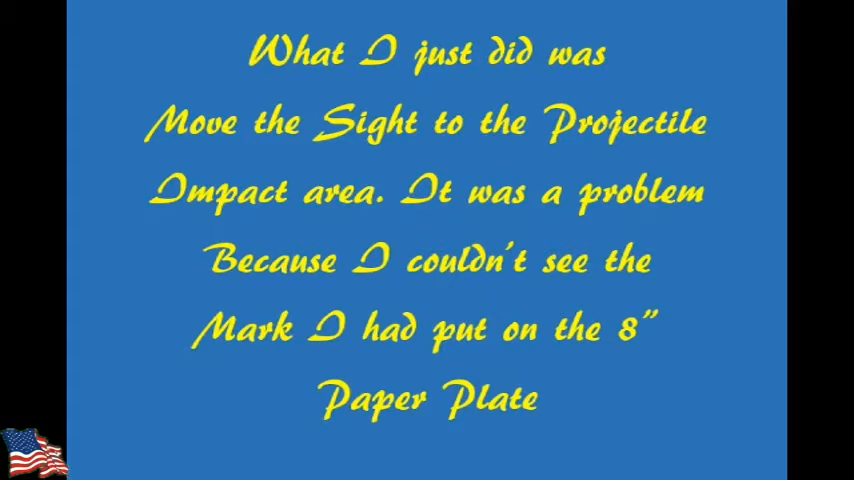 What I just did was
Move the Sight to the Projectile
Impact area. It was a problem
Because I couldn't see the
Mark I had put on the 8"
Paper Plate